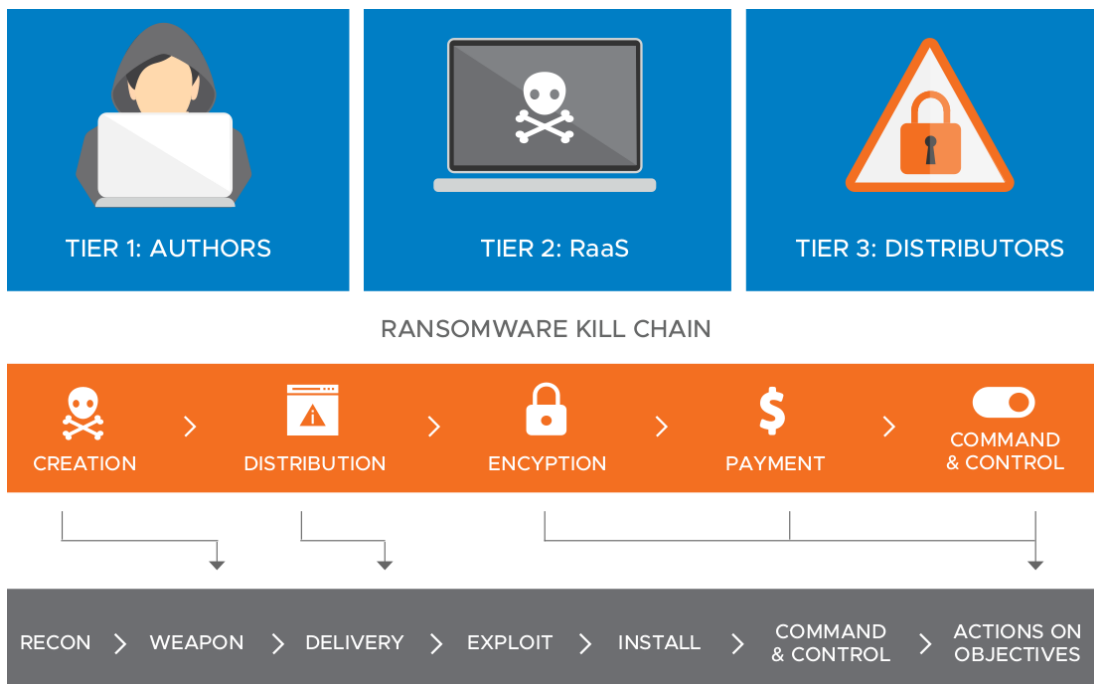 TIER 1: AUTHORS
TIER 2: RaaS
TIER 3: DISTRIBUTORS
RANSOMWARE KILL CHAIN
CREATION
DISTRIBUTION
ENCYPTION
PAYMENT
COMMAND
& CONTROL
RECON
WEAPON
DELIVERY
EXPLOIT
INSTALL
COMMAND
& CONTROL
ACTIONS ON
OBJECTIVES